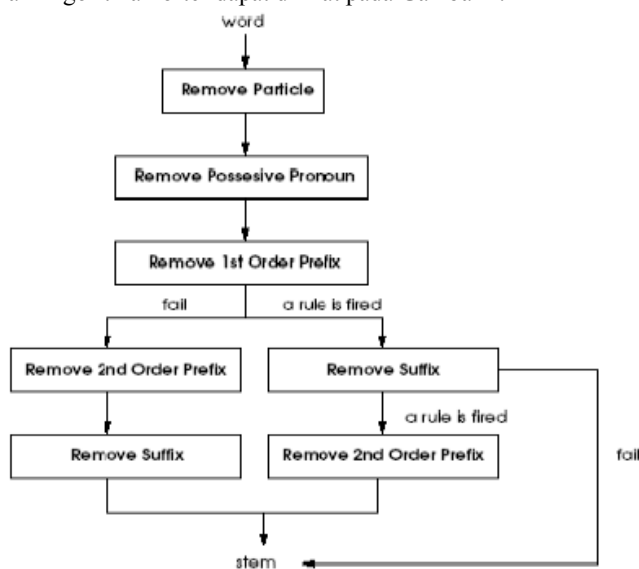 word
Remove Particle
Remove Possesive Pronoun
Remove 1st Order Prefix
fail
a rule is fired
Remove 2nd Order Prefix
Remove Suffix
a rule is fired
Remove Suffix
Remove 2nd Order Prefix
fail
stem